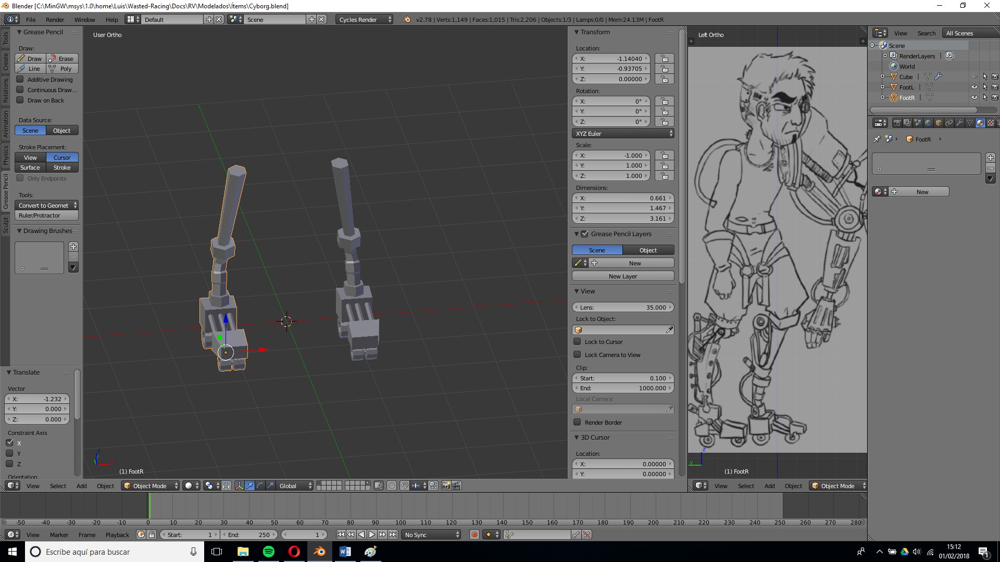 Blender [C:\MinGW\msys\1.0\home\Luis\Wasted-Racing\Docs\RV\Modelados\Ítems\Cyborg.blend]
File Render Window Help Default Scene Cycles Render v2.78 | Verts:1,149 | Faces:1,015 | Tris:2,206 | Objects:1/3 | Lamps:0/0 | Mem:24.13M | FootR
Tools
Create
Relations
Animation
Physics
Grease Pencil
Sculpt
Grease Pencil
Draw:
Draw Erase
Line Poly
Additive Drawing
Continuous Draw...
Draw on Back
Data Source:
Scene Object
Stroke Placement:
View Cursor
Surface Stroke
Only Endpoints
Tools:
Convert to Geomet
Ruler/Protractor
Drawing Brushes
Translate
Vector
X: -1.232
Y: 0.000
Z: 0.000
Constraint Axis
X
Y
Z
Orientation
User Ortho
z
x
(1) FootR
Transform
Location:
X: -1.14040
Y: -0.93705
Z: 0.00000
Rotation:
X: 0°
Y: 0°
Z: 0°
XYZ Euler
Scale:
X: -1.000
Y: 1.000
Z: 1.000
Dimensions:
X: 0.661
Y: 1.467
Z: 3.161
Grease Pencil Layers
Scene Object
New
New Layer
View
Lens: 35.000
Lock to Object:
Lock to Cursor
Lock Camera to View
Clip:
Start: 0.100
End: 1000.000
Local Camera:
Render Border
3D Cursor
Location:
X: 0.00000
Y: 0.00000
Left Ortho
z
y
(1) FootR
View Search All Scenes
Scene
RenderLayers |
World
Cube |
FootL |
FootR |
FootR
New
View Select Add Object Object Mode Global
View Select Add Object Object Mode
-50 -40 -30 -20 -10 0 10 20 30 40 50 60 70 80 90 100 110 120 130 140 150 160 170 180 190 200 210 220 230 240 250 260 270 280
View Marker Frame Playback Start: 1 End: 250 1 No Sync
Escribe aquí para buscar
15:12
01/02/2018
1